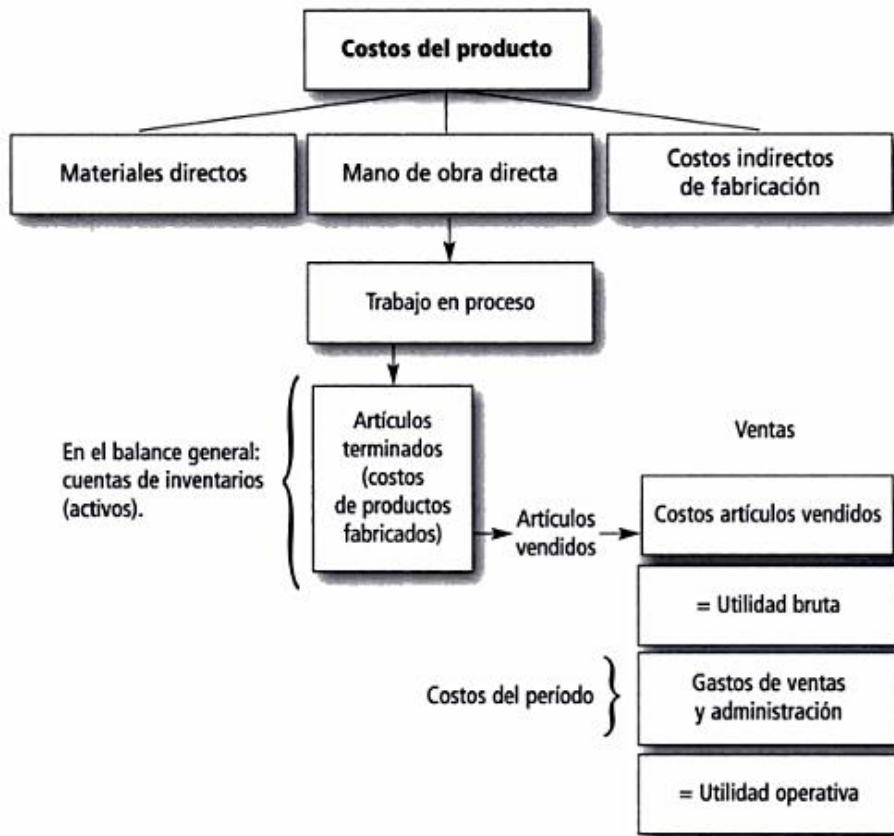 Costos del producto
Materiales directos
Mano de obra directa
Costos indirectos
de fabricación
Trabajo en proceso
En el balance general:
cuentas de inventarios
(activos).
Artículos
terminados
(costos
de productos
fabricados)
Artículos
vendidos
Ventas
Costos artículos vendidos
= Utilidad bruta
Costos del período
Gastos de ventas
y administración
= Utilidad operativa